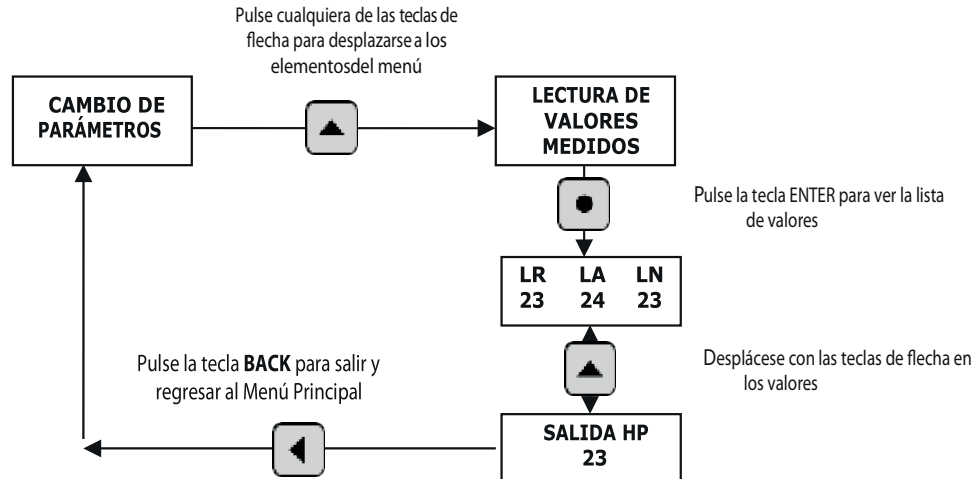 Pulse cualquiera de las teclas de
flecha para desplazarse a los
elementosdel menú
CAMBIO DE
PARÁMETROS
LECTURA DE
VALORES
MEDIDOS
Pulse la tecla ENTER para ver la lista
de valores
LR LA LN
23 24 23
Desplácese con las teclas de flecha en
los valores
Pulse la tecla BACK para salir y
regresar al Menú Principal
SALIDA HP
23